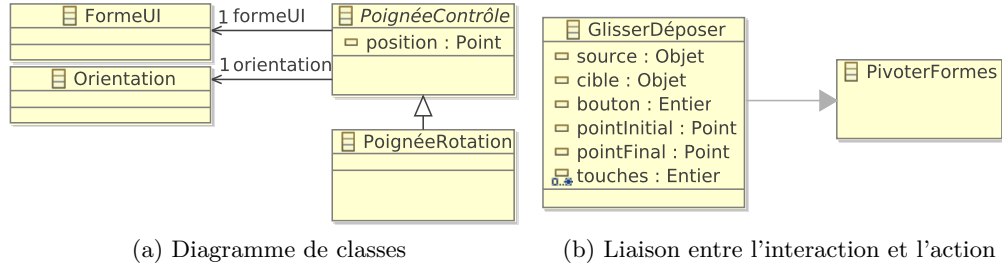 FormeUI
1 formeUI
PoignéeContrôle
position : Point
Orientation
1 orientation
PoignéeRotation
(a) Diagramme de classes
GlisserDéposer
source : Objet
cible : Objet
bouton : Entier
pointInitial : Point
pointFinal : Point
touches : Entier
0..*
PivoterFormes
(b) Liaison entre l'interaction et l'action